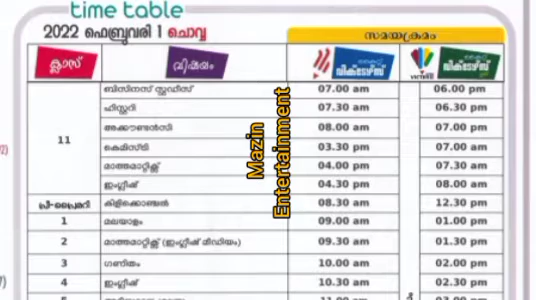 time table
2022 ഫെബ്രുവരി 1 ചൊവ്വ
സമയക്രമം
ക്ലാസ്സ് വിഷയം കൈറ്റ് വിക്ടേഴ്സ് വിക്ടേഴ്സ്
ബിസിനസ് സ്റ്റഡീസ് 07.00 am 06.00 pm
ഹിസ്റ്ററി 07.30 am 06.30 pm
അക്കൗണ്ടൻസി 08.00 am 07.00 pm
11 കെമിസ്ട്രി 03.30 pm 07.00 am
മാത്തമാറ്റിക്സ് 04.00 pm 07.30 am
ഇംഗ്ലീഷ് 04.30 pm 08.00 am
പ്രീ-പ്രൈമറി കിളിക്കൊഞ്ചൽ 08.30 am 12.30 pm
1 മലയാളം 09.00 am 01.00 pm
2 മാത്തമാറ്റിക്സ് (ഇംഗ്ലീഷ് മീഡിയം) 09.30 am 01.30 pm
3 ഗണിതം 10.00 am 02.00 pm
4 ഇംഗ്ലീഷ് 10.30 am 02.30 pm
Mazin
Entertainment